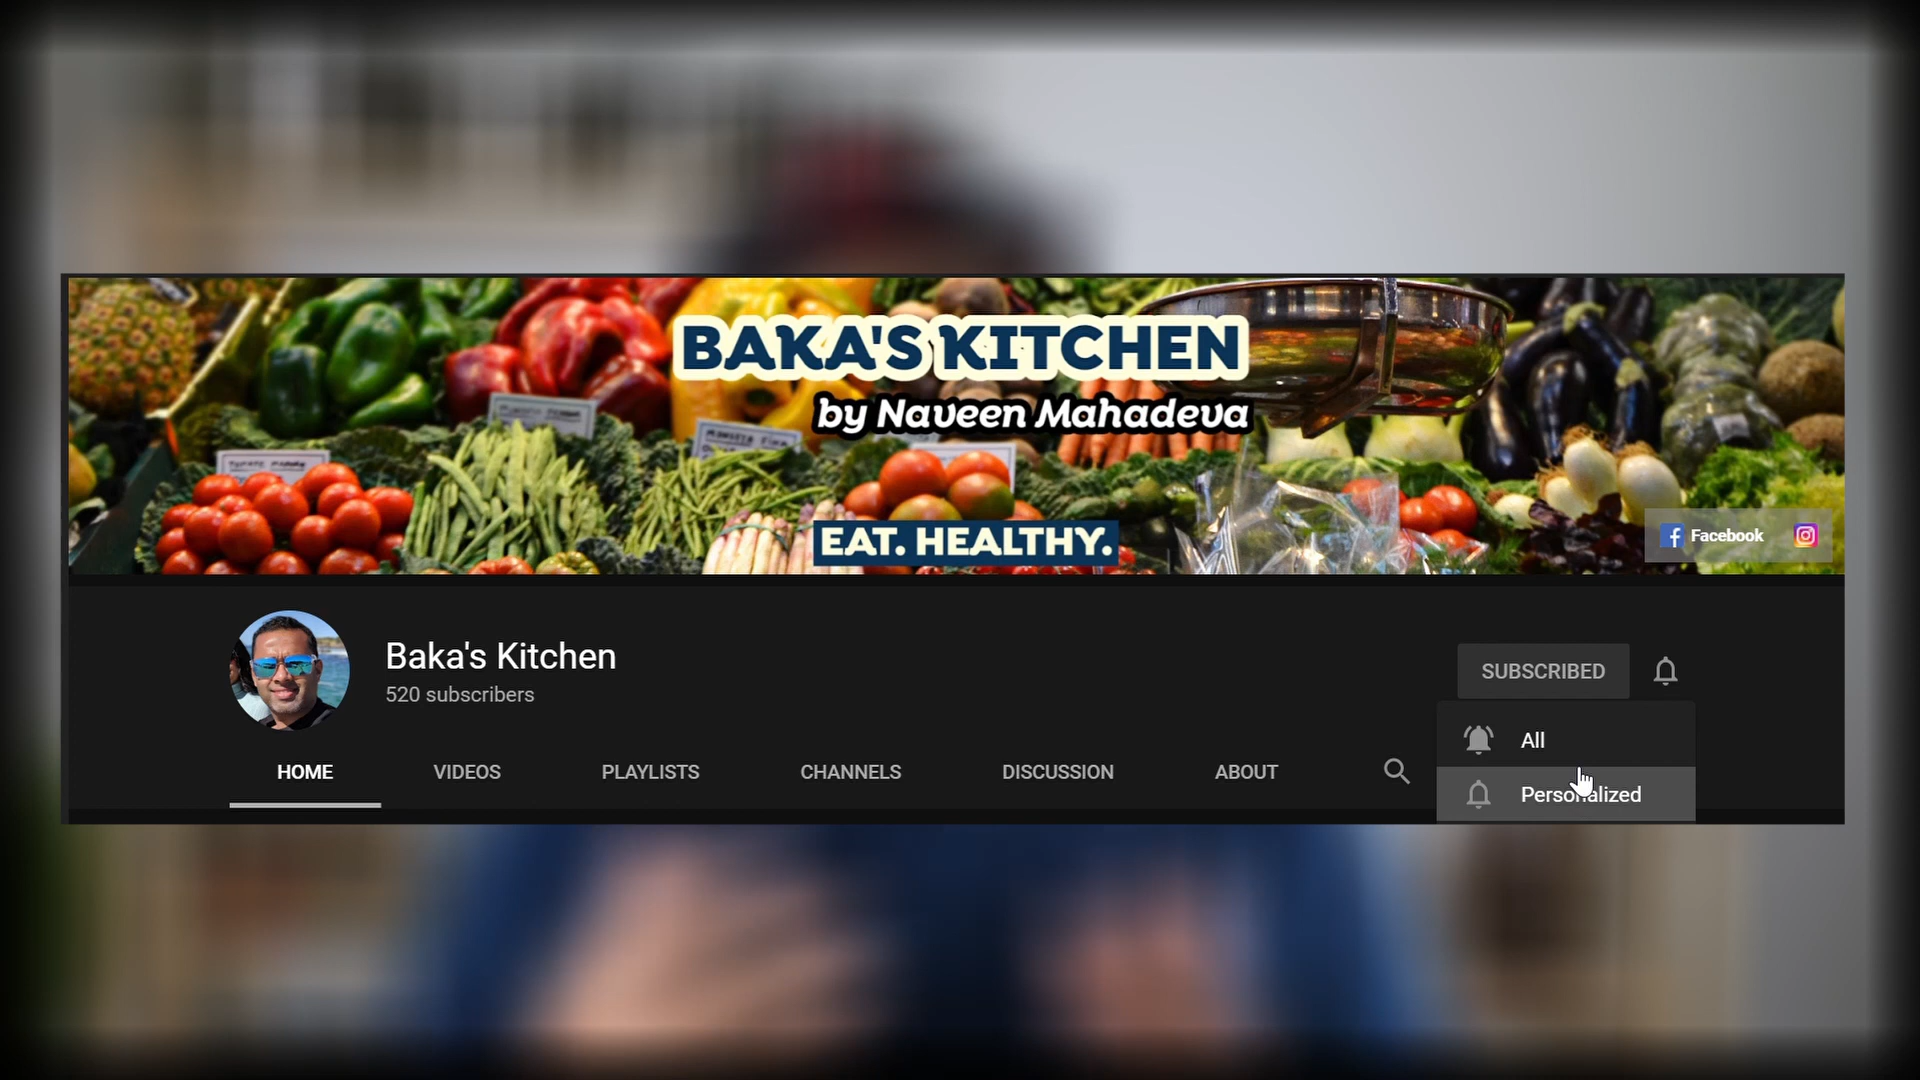 BAKA'S KITCHEN
by Naveen Mahadeva
EAT. HEALTHY.
Facebook
Baka's Kitchen
520 subscribers
SUBSCRIBED
All
Personalized
HOME VIDEOS PLAYLISTS CHANNELS DISCUSSION ABOUT